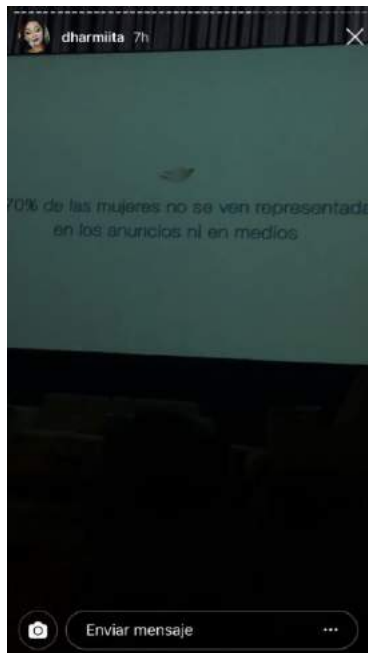 dharmiita 7h
70% de las mujeres no se ven representada
en los anuncios ni en medios
Enviar mensaje